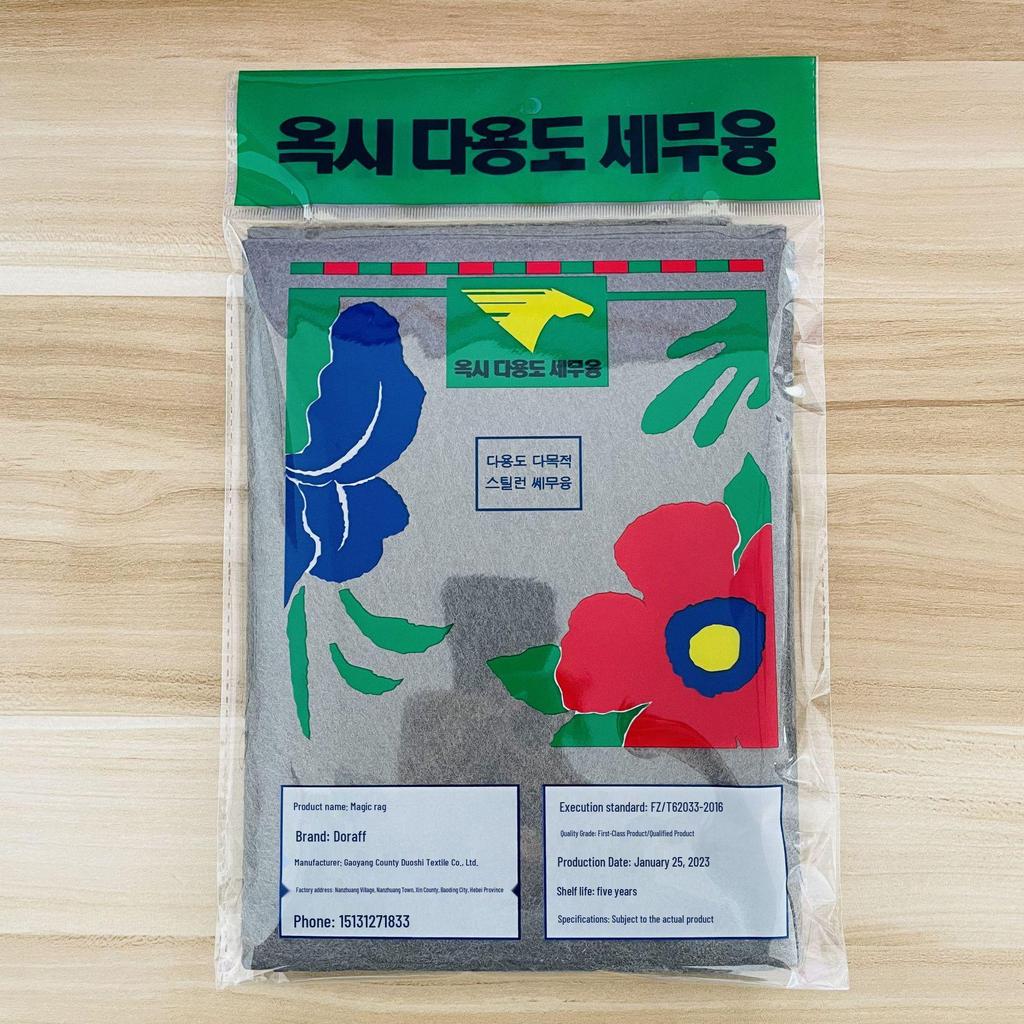 옥시 다용도 세무융
옥시 다용도 세무융
다용도 다목적
스틸런 쎄무융
Product name: Magic rag
Brand: Doraff
Manufacturer: Gaoyang County Duoshi Textile Co., Ltd.
Factory address: Nanzhuang Village, Nanzhuang Town, Xin County, Baoding City, Hebei Province
Phone: 15131271833
Execution standard: FZ/T62033-2016
Quality Grade: First-Class Product/Qualified Product
Production Date: January 25, 2023
Shelf life: five years
Specifications: Subject to the actual product